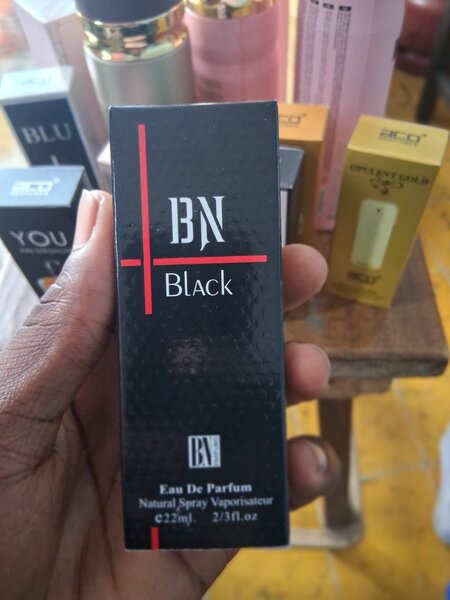 BN
BLACK
BN
Eau De Parfum
Natural Spray Vaporisateur
℮22ml. 2/3fl.oz
BLU
aco
YOU
aco
OPULENT GOLD
aco